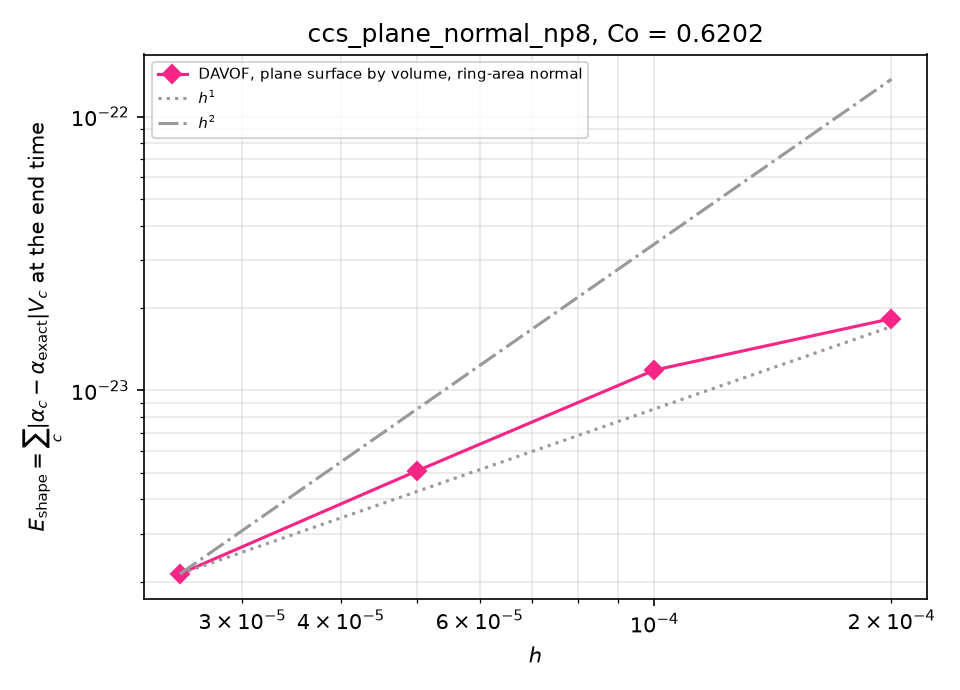 ccs_plane_normal_np8, Co = 0.6202
DAVOF, plane surface by volume, ring-area normal
h¹
h²
10⁻²²
10⁻²³
E_shape = ∑_c |α_c − α_exact|V_c at the end time
3 × 10⁻⁵ 4 × 10⁻⁵ 6 × 10⁻⁵ 10⁻⁴ 2 × 10⁻⁴
h